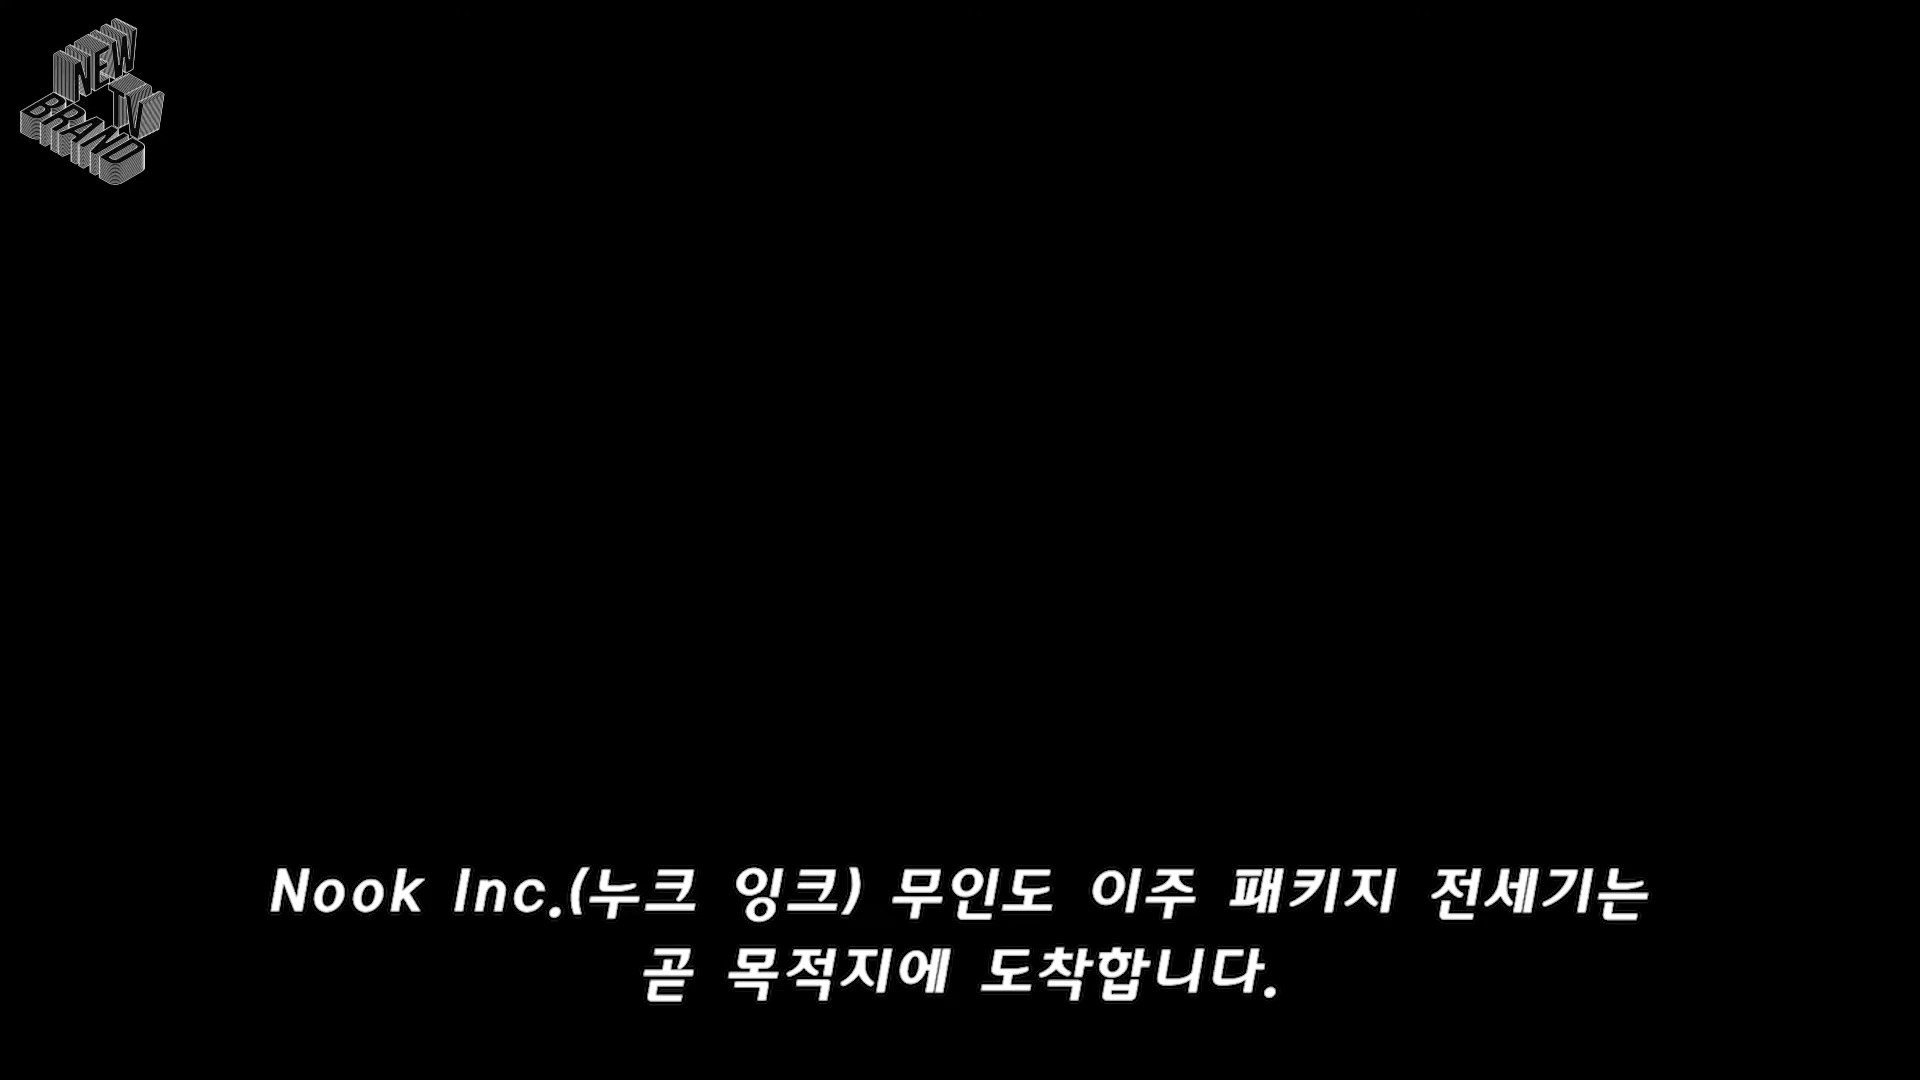 NEW
TV
BRAND
Nook Inc.(누크 잉크) 무인도 이주 패키지 전세기는
곧 목적지에 도착합니다.